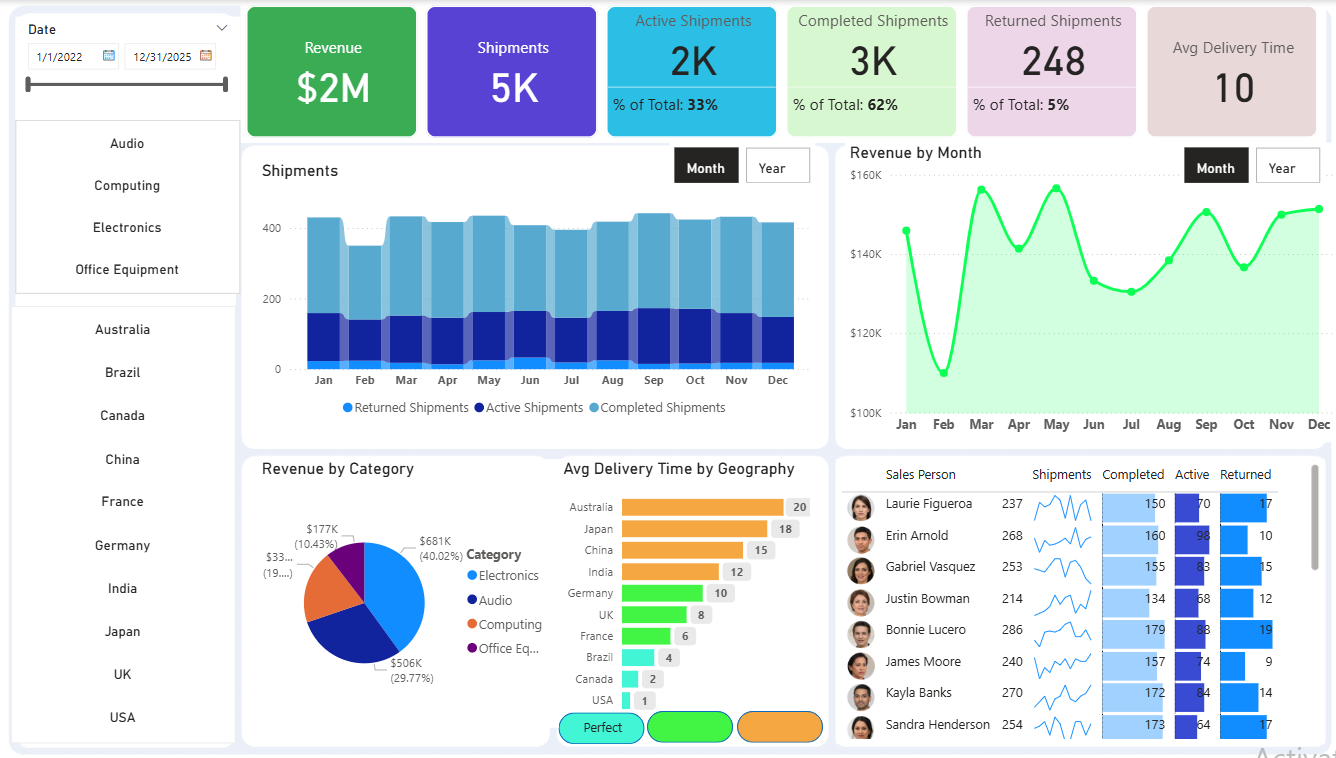 Date
1/1/2022
12/31/2025
Audio
Computing
Electronics
Office Equipment
Australia
Brazil
Canada
China
France
Germany
India
Japan
UK
USA
Revenue
$2M
Shipments
5K
Active Shipments
2K
% of Total: 33%
Completed Shipments
3K
% of Total: 62%
Returned Shipments
248
% of Total: 5%
Avg Delivery Time
10
Shipments
Month
Year
400
200
0
Jan Feb Mar Apr May Jun Jul Aug Sep Oct Nov Dec
Returned Shipments Active Shipments Completed Shipments
Revenue by Month
Month
Year
$160K
$140K
$120K
$100K
Jan Feb Mar Apr May Jun Jul Aug Sep Oct Nov Dec
Revenue by Category
$177K
(10.43%)
$33...
(19....)
$681K
(40.02%)
$506K
(29.77%)
Category
Electronics
Audio
Computing
Office Eq...
Avg Delivery Time by Geography
Australia 20
Japan 18
China 15
India 12
Germany 10
UK 8
France 6
Brazil 4
Canada 2
USA 1
Perfect
Sales Person Shipments Completed Active Returned
Laurie Figueroa 237 150 70 17
Erin Arnold 268 160 98 10
Gabriel Vasquez 253 155 83 15
Justin Bowman 214 134 68 12
Bonnie Lucero 286 179 88 19
James Moore 240 157 74 9
Kayla Banks 270 172 84 14
Sandra Henderson 254 173 64 17